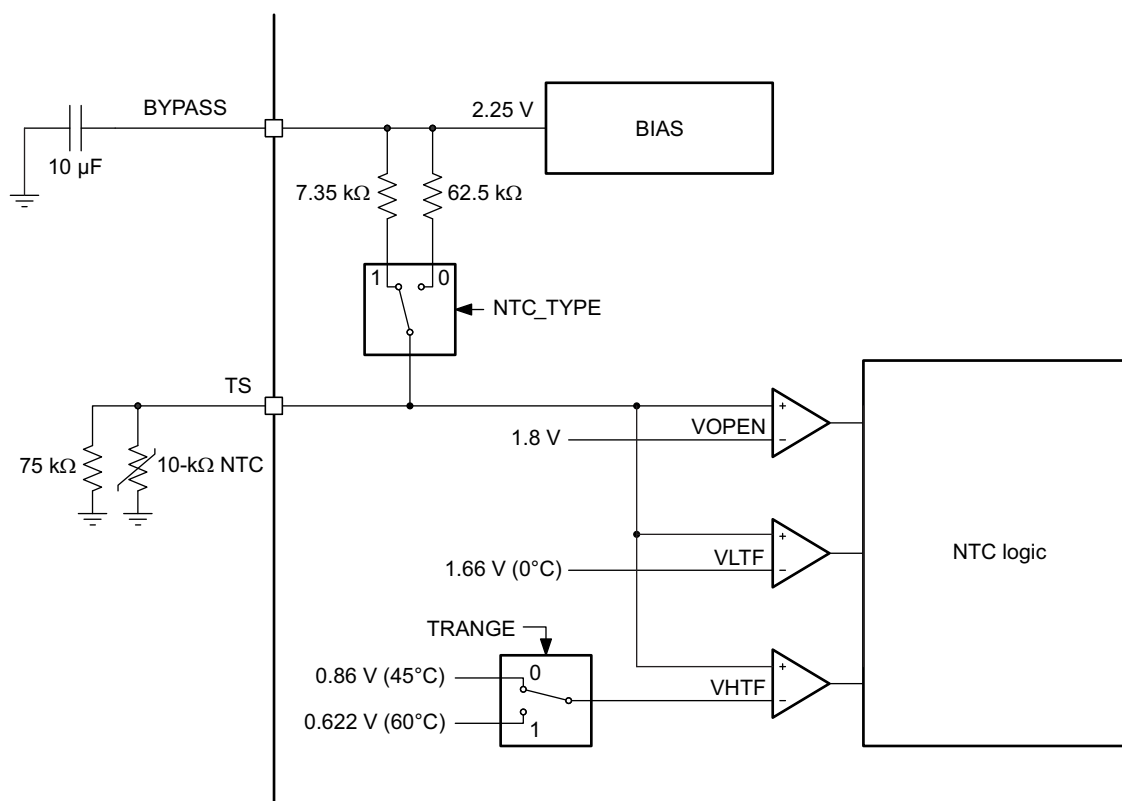 BYPASS
2.25 V
BIAS
10 µF
7.35 kΩ
62.5 kΩ
1
0
NTC_TYPE
TS
VOPEN
1.8 V
75 kΩ
10-kΩ NTC
NTC logic
VLTF
1.66 V (0°C)
TRANGE
0.86 V (45°C)
0
VHTF
0.622 V (60°C)
1
+
−
+
−
+
−